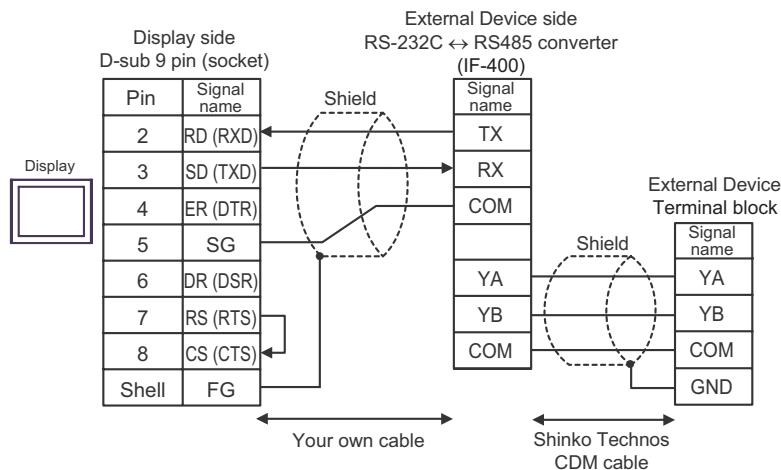 External Device side
RS-232C ↔ RS485 converter
(IF-400)
Display side
D-sub 9 pin (socket)
Pin Signal name
2 RD (RXD)
3 SD (TXD)
4 ER (DTR)
5 SG
6 DR (DSR)
7 RS (RTS)
8 CS (CTS)
Shell FG
Display
Shield
Signal name
TX
RX
COM
YA
YB
COM
Shield
External Device
Terminal block
Signal name
YA
YB
COM
GND
Your own cable
Shinko Technos
CDM cable